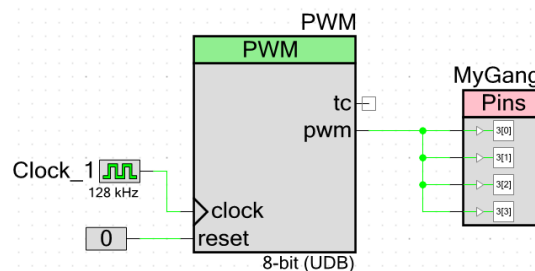 PWM
PWM
tc
pwm
MyGang
Pins
3[0]
3[1]
3[2]
3[3]
Clock_1
128 kHz
clock
0
reset
8-bit (UDB)